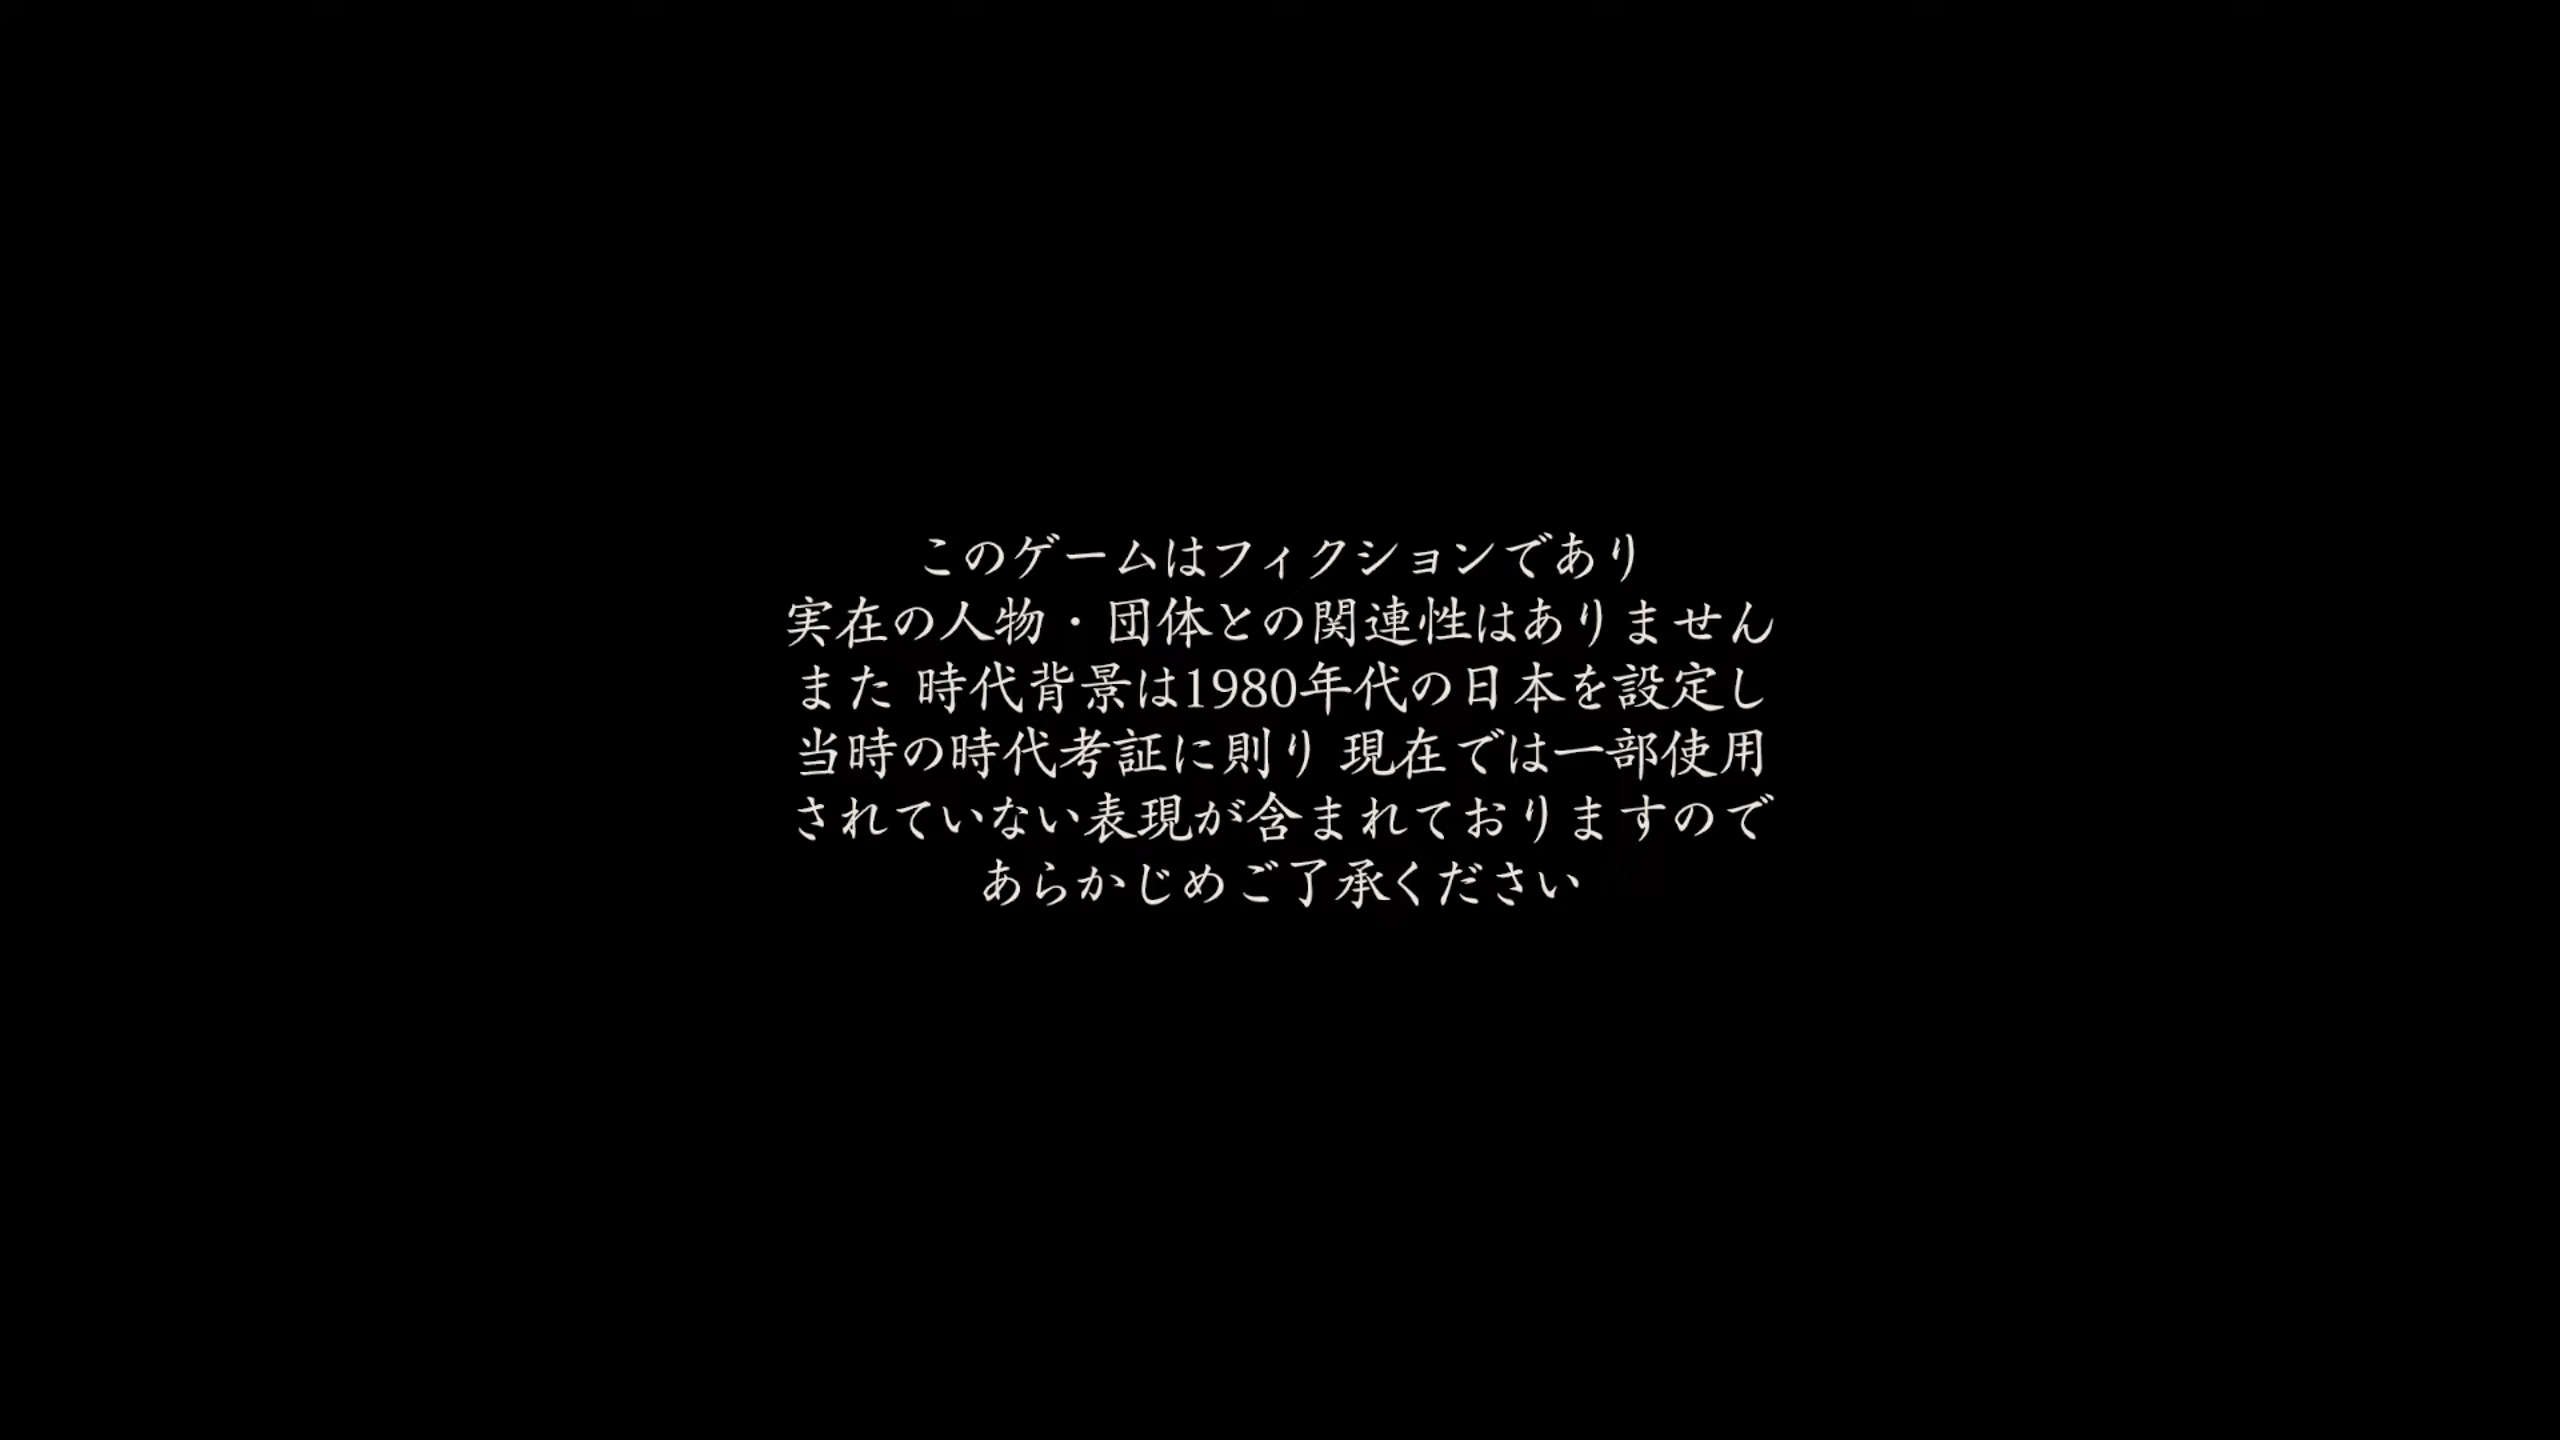 このゲームはフィクションであり
実在の人物・団体との関連性はありません
また 時代背景は1980年代の日本を設定し
当時の時代考証に則り 現在では一部使用
されていない表現が含まれておりますので
あらかじめご了承ください